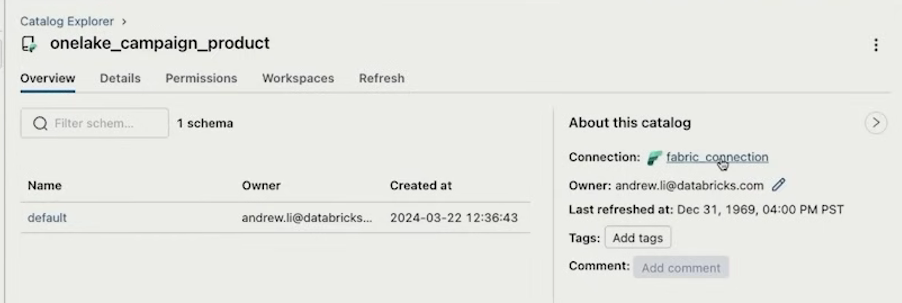 Catalog Explorer >
onelake_campaign_product
Overview Details Permissions Workspaces Refresh
Filter schem... 1 schema
Name Owner Created at
default andrew.li@databricks... 2024-03-22 12:36:43
About this catalog
Connection: fabric_connection
Owner: andrew.li@databricks.com
Last refreshed at: Dec 31, 1969, 04:00 PM PST
Tags: Add tags
Comment: Add comment